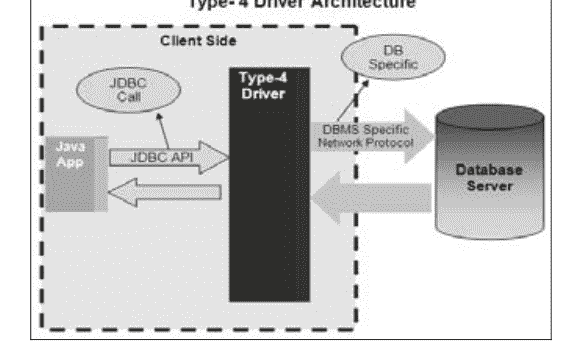 Type- 4 Driver Architecture
Client Side
DB
Specific
JDBC
Call
Type-4
Driver
Java
App
JDBC API
DBMS Specific
Network Protocol
Database
Server